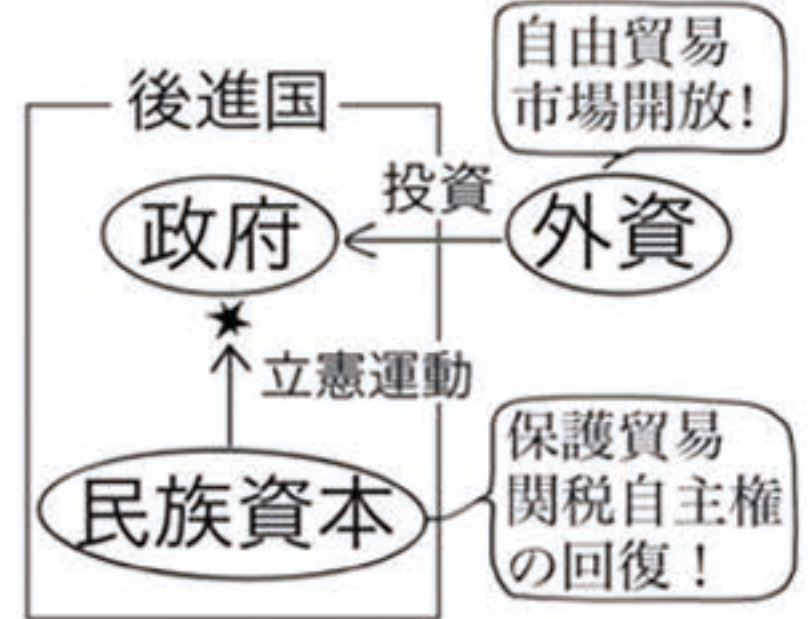 自由貿易
市場開放!
後進国
投資
政府
外資
立憲運動
民族資本
保護貿易
関税自主権
の回復!